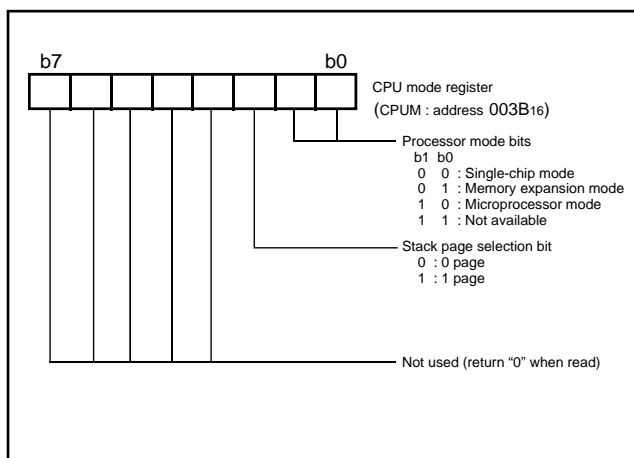 b7 b0
CPU mode register
(CPUM : address 003B16)
Processor mode bits
b1 b0
0 0 : Single-chip mode
0 1 : Memory expansion mode
1 0 : Microprocessor mode
1 1 : Not available
Stack page selection bit
0 : 0 page
1 : 1 page
Not used (return “0” when read)